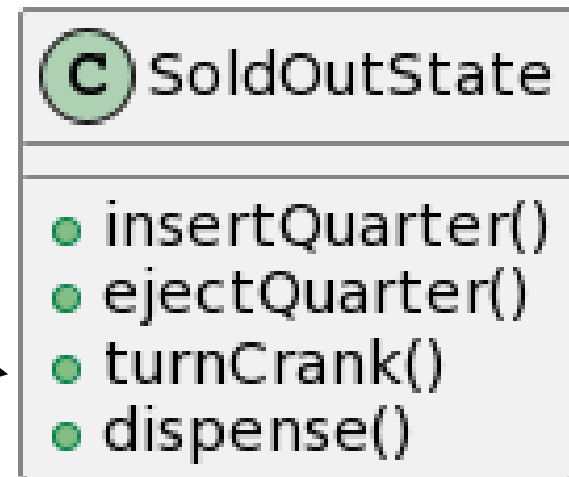 C SoldOutState
insertQuarter()
ejectQuarter()
turnCrank()
dispense()